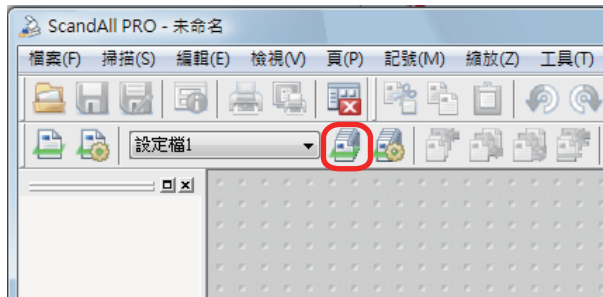 ScandAll PRO - 未命名
檔案(F) 掃描(S) 編輯(E) 檢視(V) 頁(P) 記號(M) 縮放(Z) 工具(T)
設定檔1